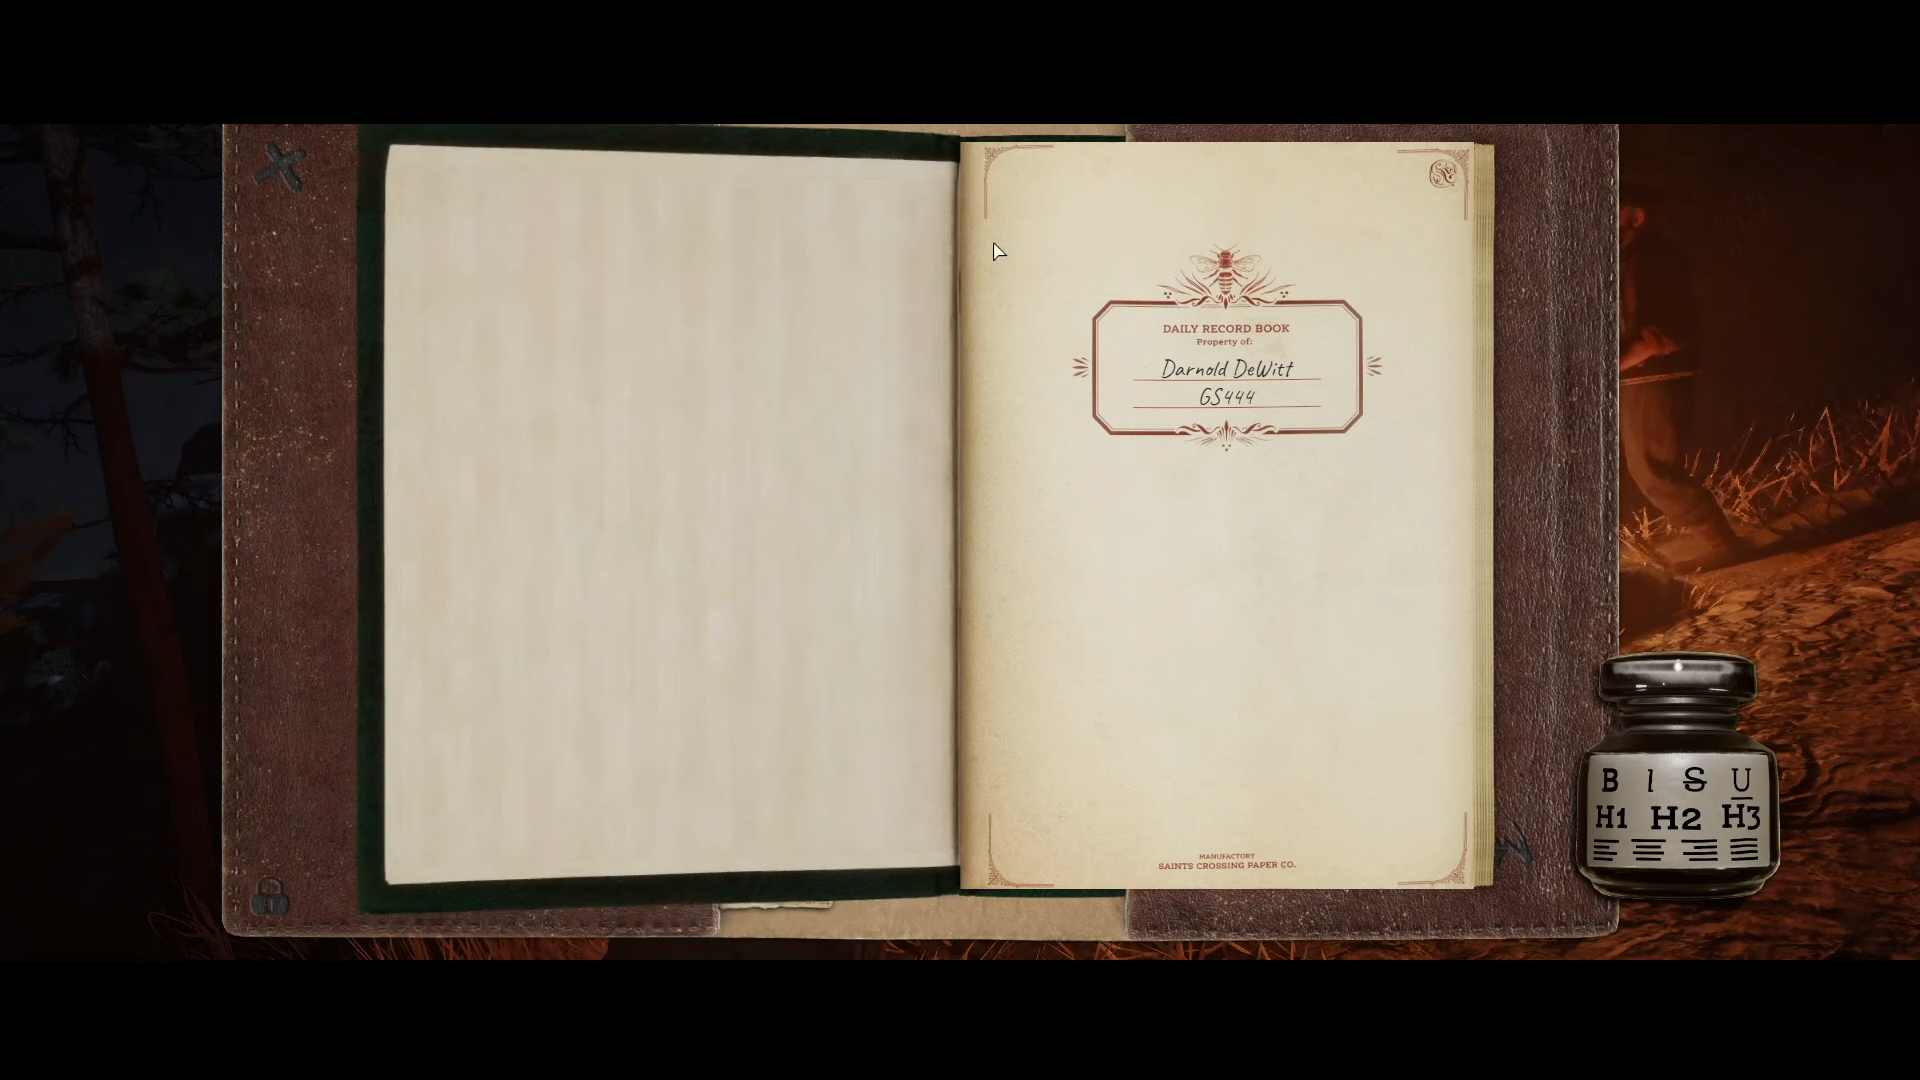 DAILY RECORD BOOK
Property of:
Darnold DeWitt
GS444
MANUFACTORY
SAINTS CROSSING PAPER CO.
B I S U
H1 H2 H3